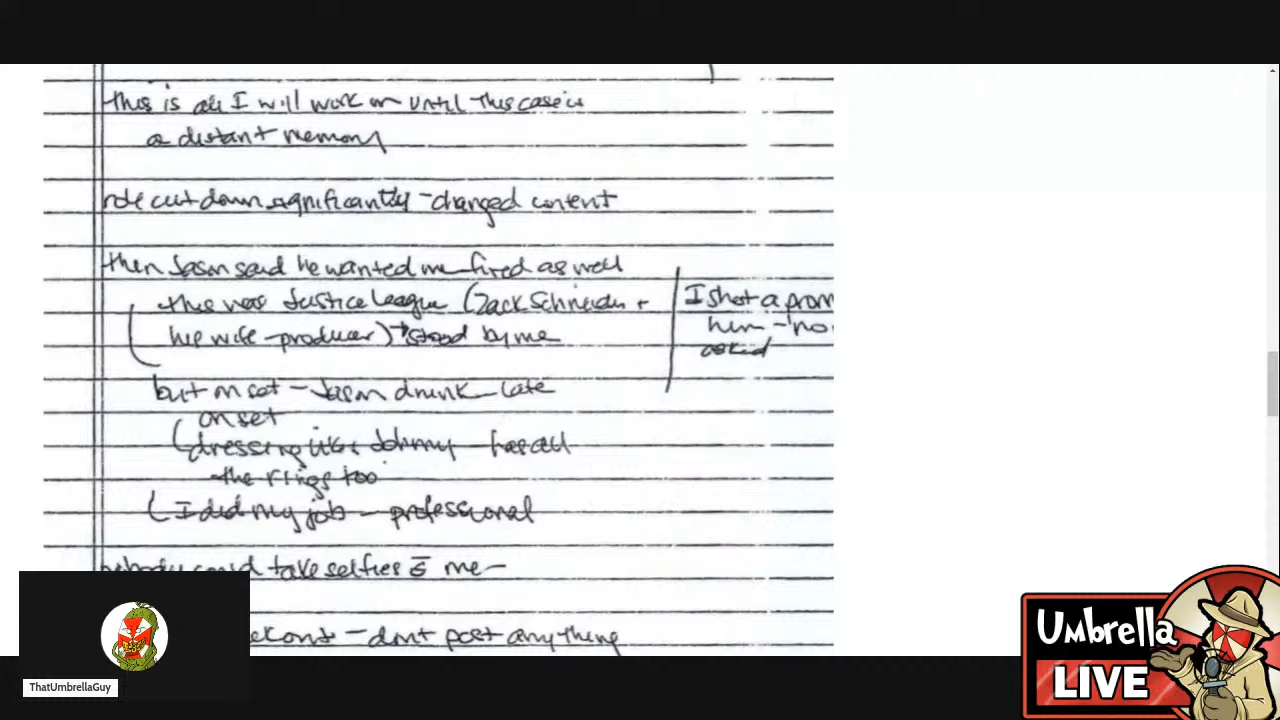 this is all I will work on until this case is
a distant memory
role cut down significantly - changed content
then Jason said he wanted me fired as well
this was Justice League (Zack Schneider +
his wife - producer) stood by me
I shot a prom
him - "no
asked
but on set - Jason drunk - late
on set
(dressing like Johnny has all
the rings too
(I did my job - professional
nobody could take selfies c̄ me -
- don't post anything
ThatUmbrellaGuy
Umbrella
LIVE